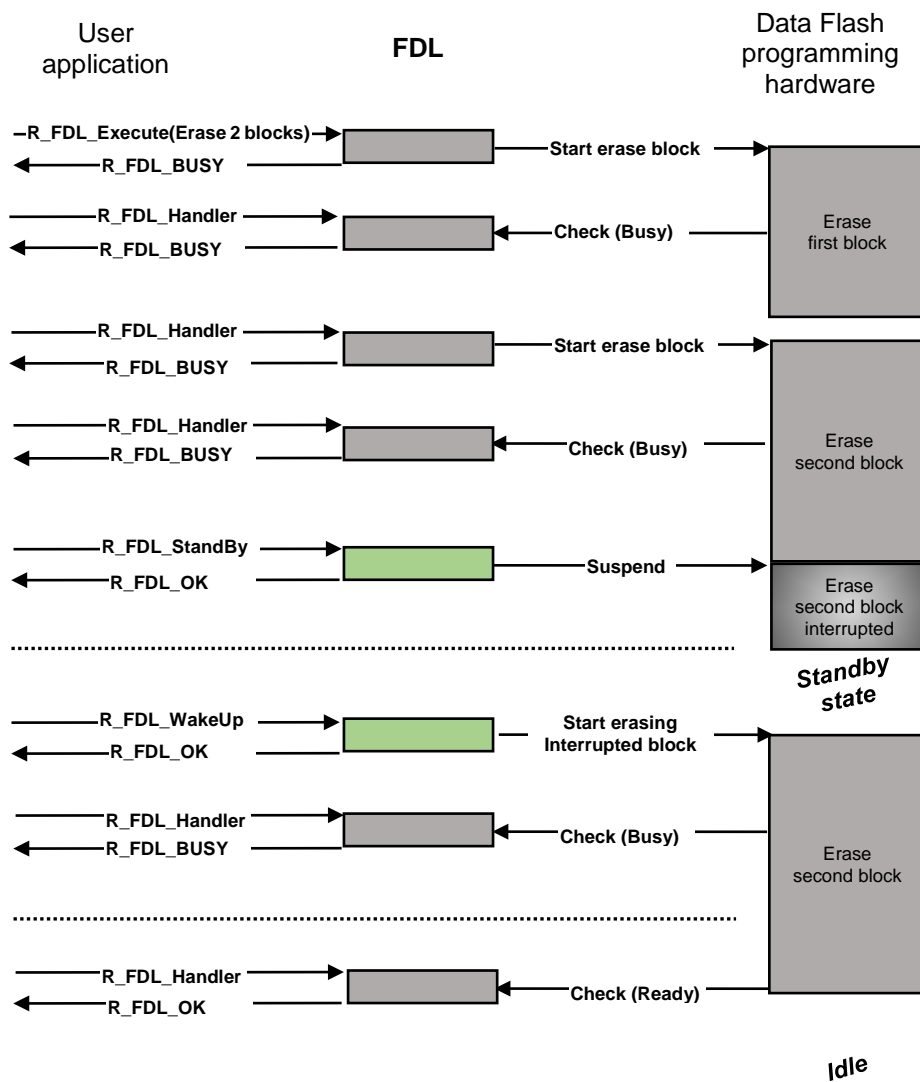 User
application
FDL
Data Flash
programming
hardware
R_FDL_Execute(Erase 2 blocks)
R_FDL_BUSY
Start erase block
R_FDL_Handler
R_FDL_BUSY
Check (Busy)
Erase
first block
R_FDL_Handler
R_FDL_BUSY
Start erase block
R_FDL_Handler
R_FDL_BUSY
Check (Busy)
Erase
second block
R_FDL_StandBy
R_FDL_OK
Suspend
Erase
second block
interrupted
Standby
state
R_FDL_WakeUp
R_FDL_OK
Start erasing
Interrupted block
R_FDL_Handler
R_FDL_BUSY
Check (Busy)
Erase
second block
R_FDL_Handler
R_FDL_OK
Check (Ready)
Idle